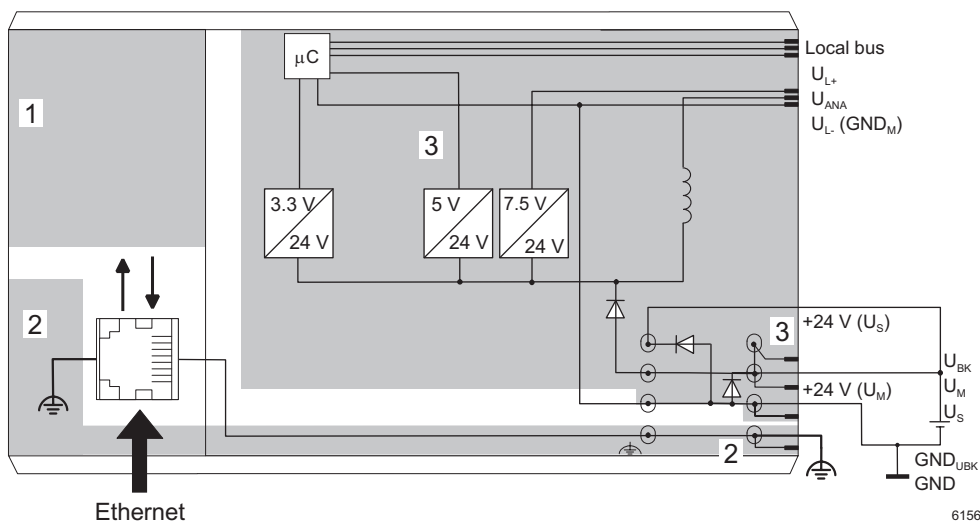 μC
Local bus
U_L+
U_ANA
U_L- (GND_M)
1
3
3.3 V
24 V
5 V
24 V
7.5 V
24 V
2
3
+24 V (U_S)
U_BK
+24 V (U_M)
U_M
U_S
2
GND_UBK
GND
Ethernet
6156